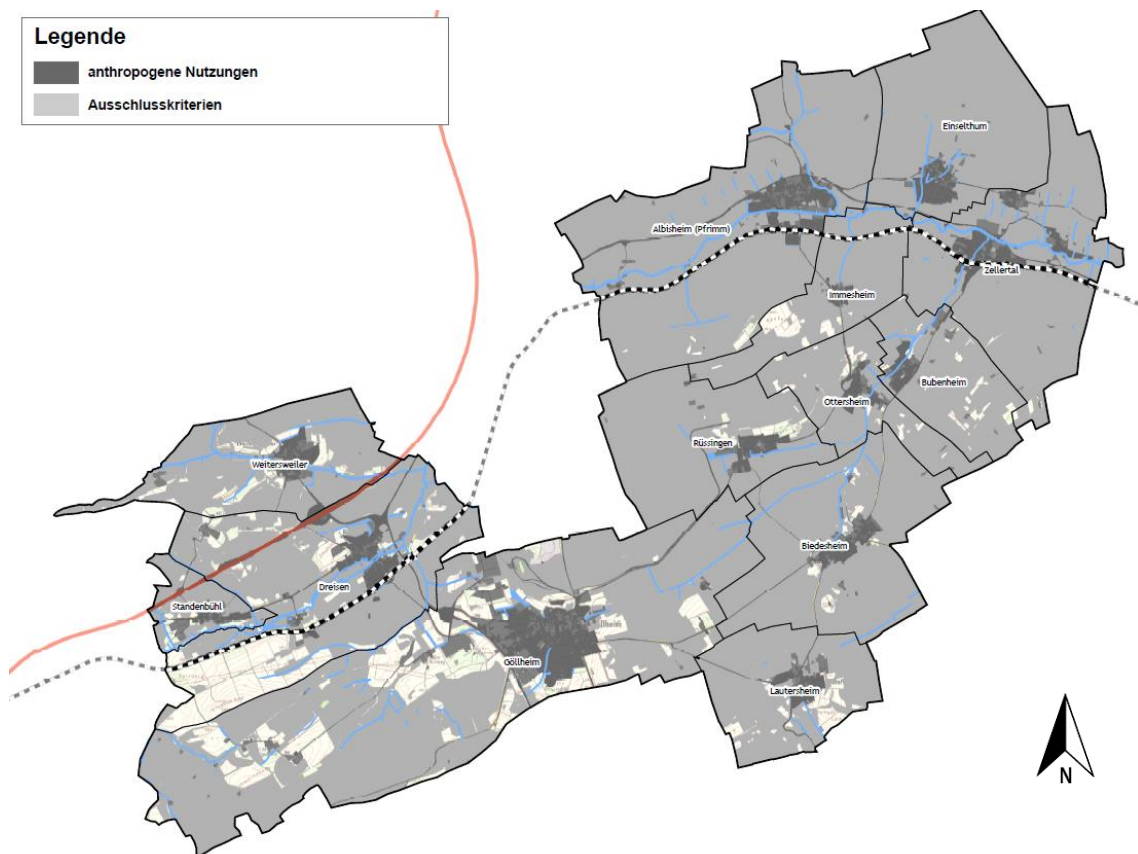 Legende
anthropogene Nutzungen
Ausschlusskriterien
Einselthum
Albisheim (Pfrimm)
Zellertal
Immesheim
Bubenheim
Ottersheim
Rüssingen
Weitersweiler
Biedesheim
Dreisen
Standenbühl
Göllheim
Lautersheim
N